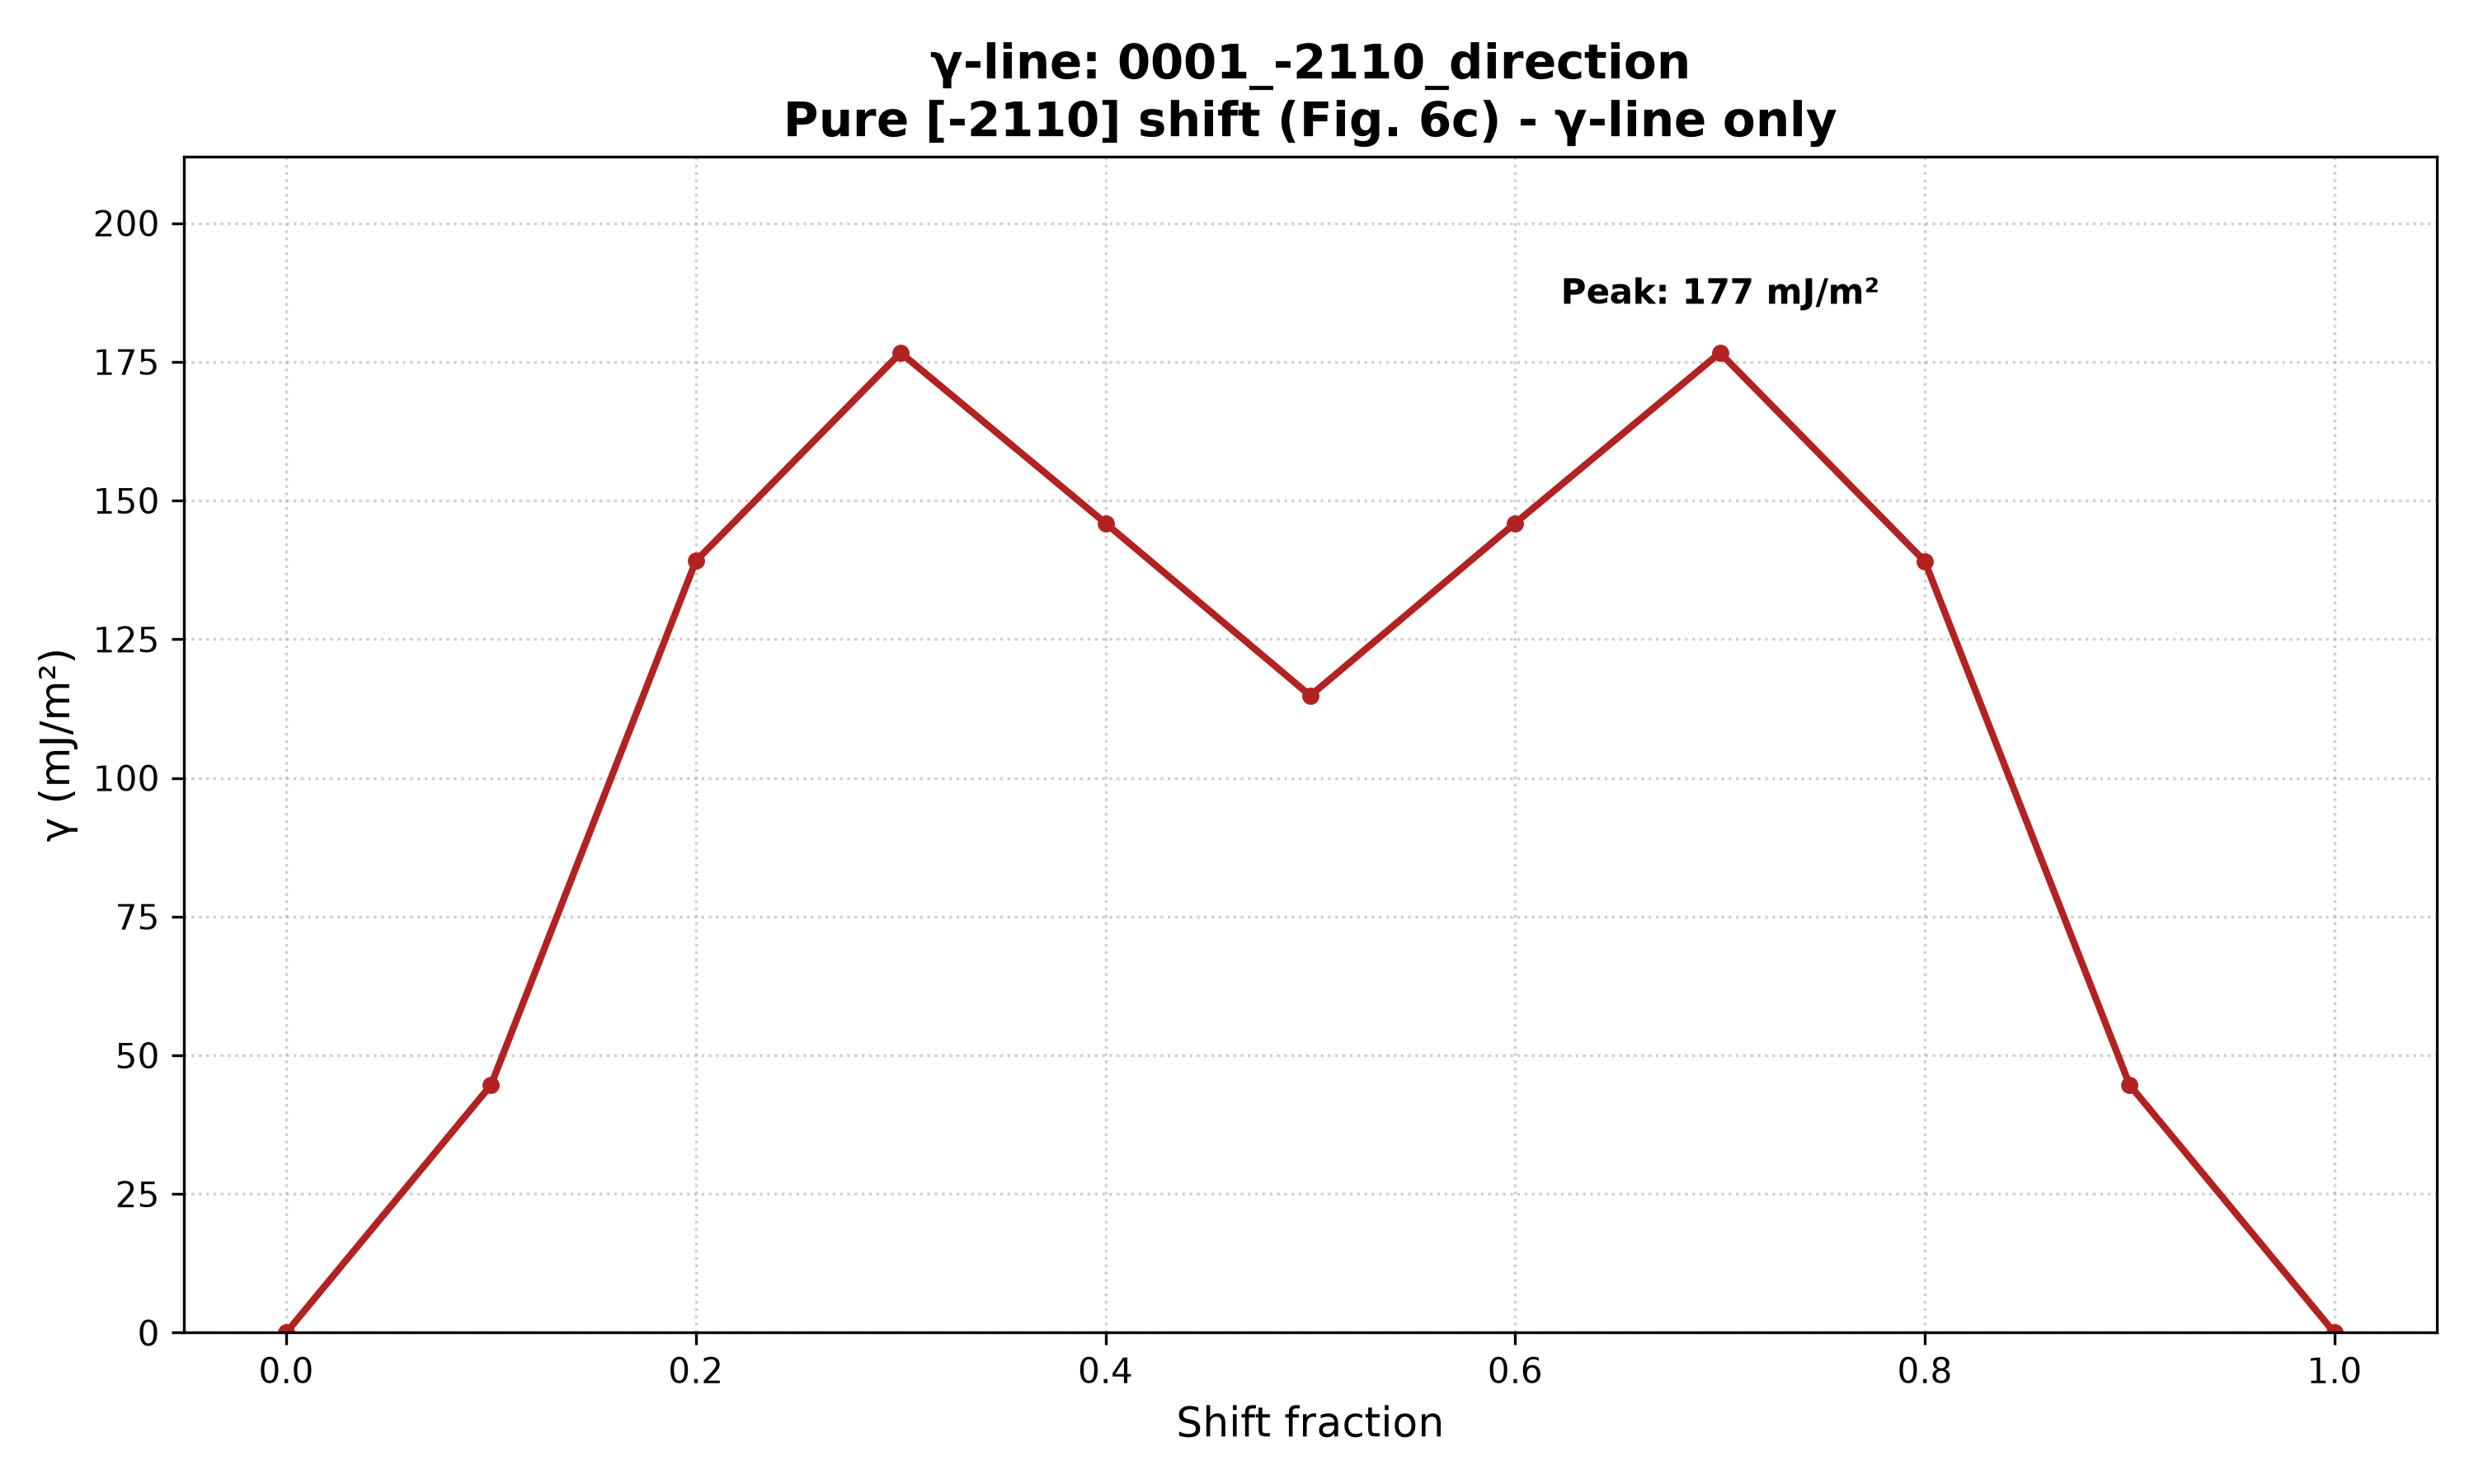 γ-line: 0001_-2110_direction
Pure [-2110] shift (Fig. 6c) - γ-line only
Peak: 177 mJ/m²
γ (mJ/m²)
200
175
150
125
100
75
50
25
0
0.0 0.2 0.4 0.6 0.8 1.0
Shift fraction